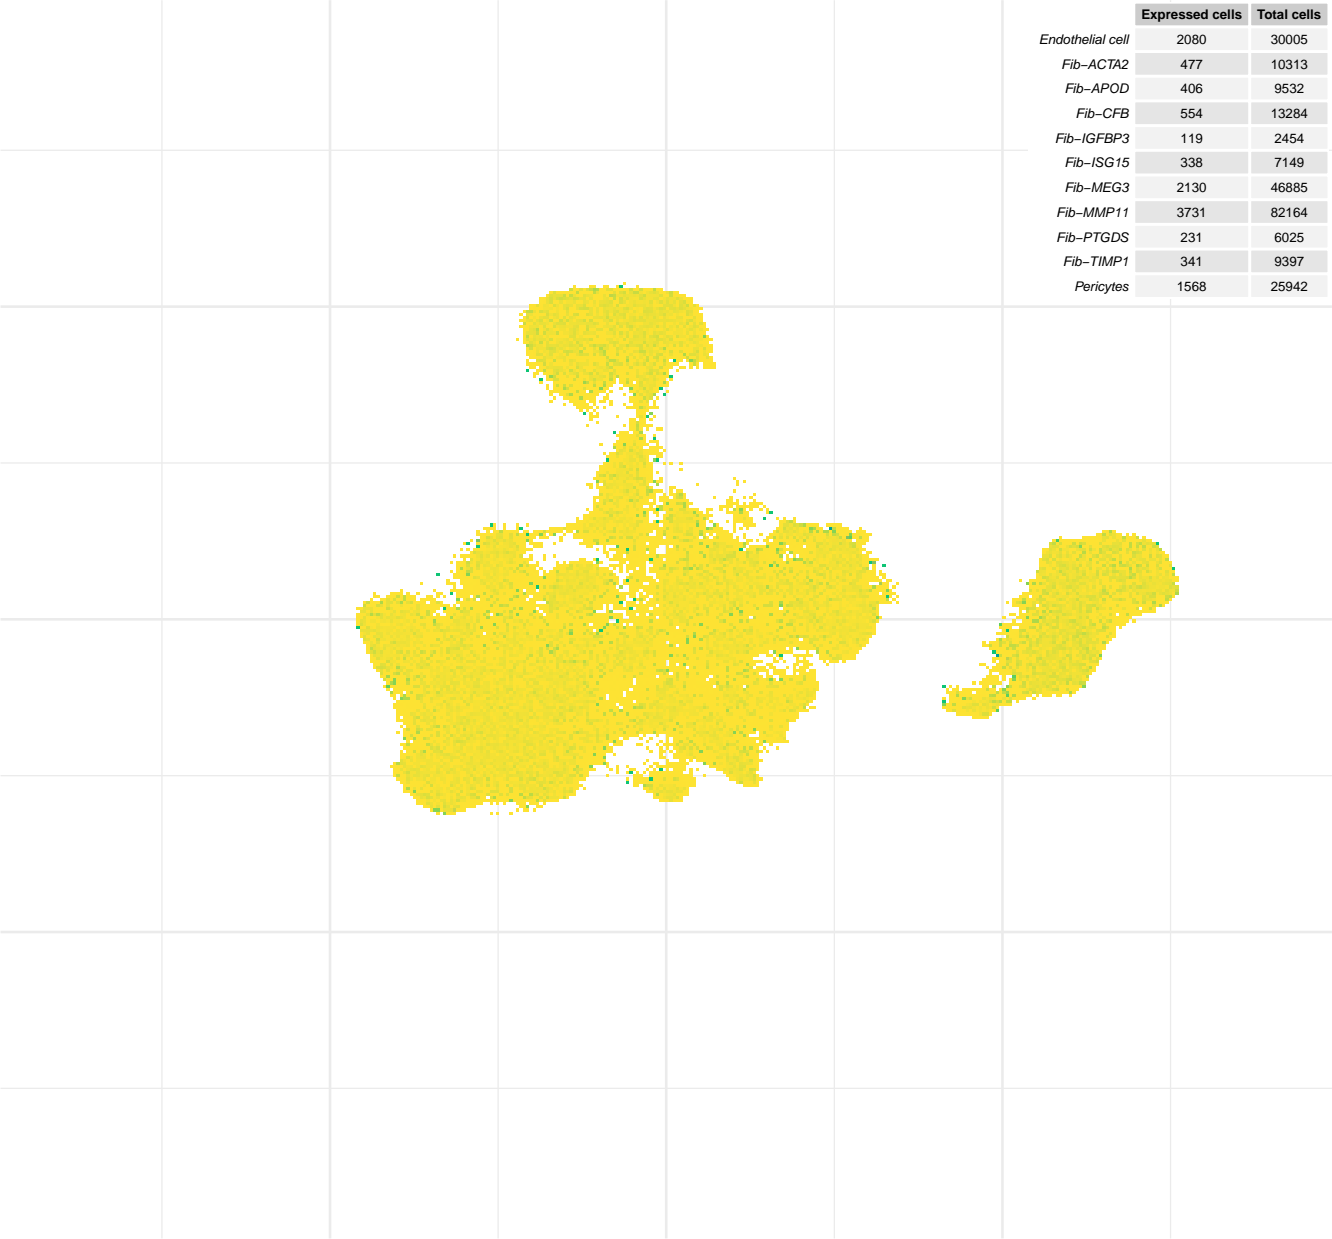 Expressed cells Total cells
Endothelial cell 2080 30005
Fib−ACTA2 477 10313
Fib−APOD 406 9532
Fib−CFB 554 13284
Fib−IGFBP3 119 2454
Fib−ISG15 338 7149
Fib−MEG3 2130 46885
Fib−MMP11 3731 82164
Fib−PTGDS 231 6025
Fib−TIMP1 341 9397
Pericytes 1568 25942